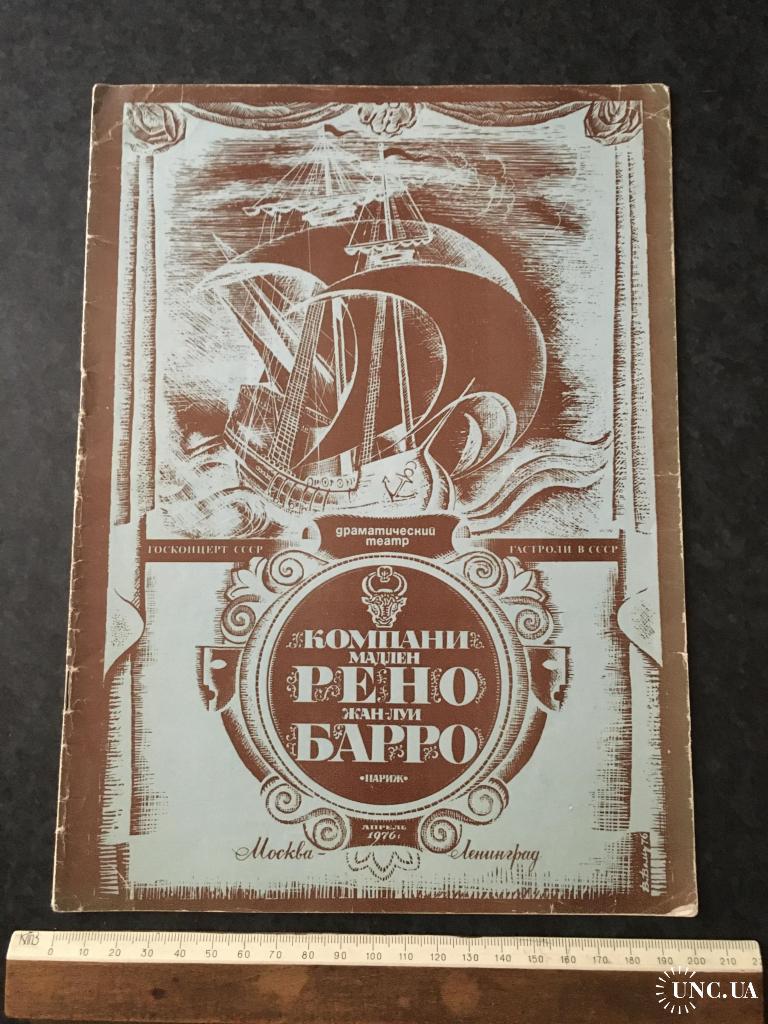 драматический
театр
ГОСКОНЦЕРТ СССР
ГАСТРОЛИ В СССР
КОМПАНИ
МАДЛЕН
РЕНО
ЖАН-ЛУИ
БАРРО
•ПАРИЖ•
АПРЕЛЬ
1976 г
Москва - Ленинград
0 10 20 30 40 50 60 70 80 90 100 110 120 130 140 150 160 170 180 190 200 210
UNC.UA